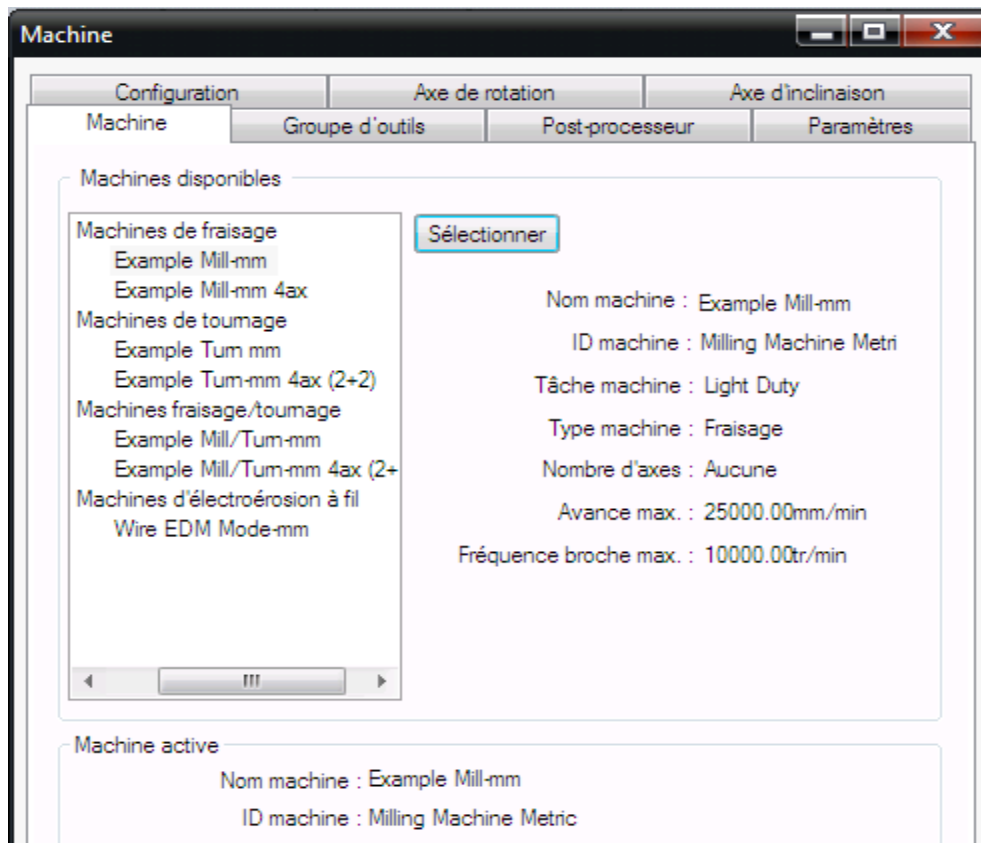 Machine
Configuration
Axe de rotation
Axe d'inclinaison
Machine
Groupe d'outils
Post-processeur
Paramètres
Machines disponibles
Machines de fraisage
Example Mill-mm
Example Mill-mm 4ax
Machines de tournage
Example Turn mm
Example Turn-mm 4ax (2+2)
Machines fraisage/tournage
Example Mill/Turn-mm
Example Mill/Turn-mm 4ax (2+
Machines d'électroérosion à fil
Wire EDM Mode-mm
Sélectionner
Nom machine : Example Mill-mm
ID machine : Milling Machine Metri
Tâche machine : Light Duty
Type machine : Fraisage
Nombre d'axes : Aucune
Avance max. : 25000.00mm/min
Fréquence broche max. : 10000.00tr/min
Machine active
Nom machine : Example Mill-mm
ID machine : Milling Machine Metric